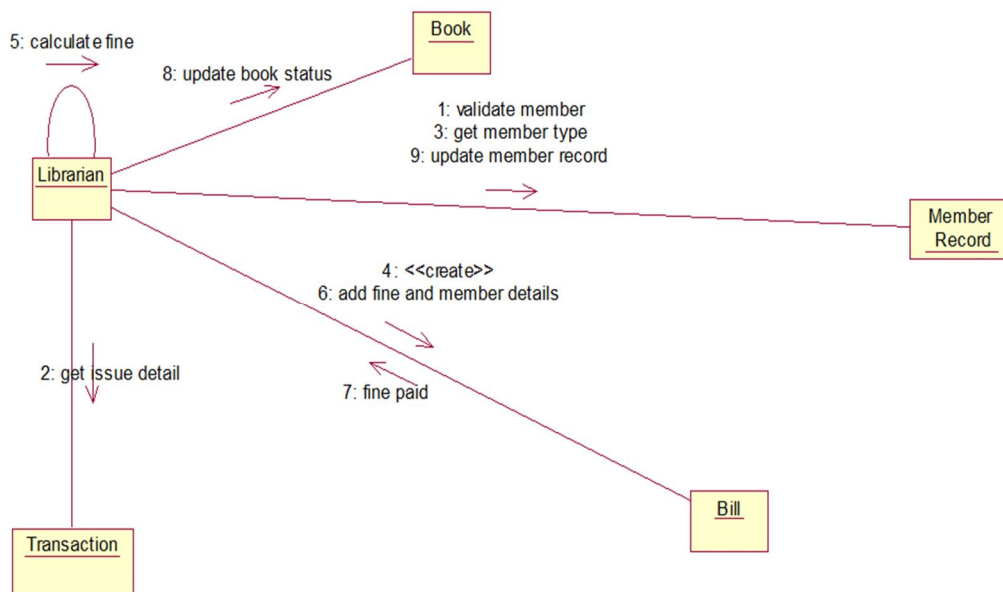 Book
5: calculate fine
8: update book status
1: validate member
3: get member type
9: update member record
Librarian
Member
Record
4: <<create>>
6: add fine and member details
2: get issue detail
7: fine paid
Bill
Transaction